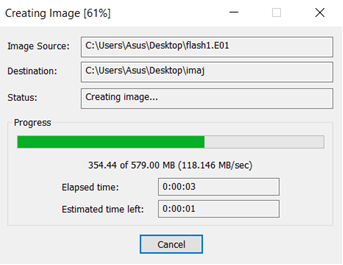 Creating Image [61%]
Image Source: C:\Users\Asus\Desktop\flash1.E01
Destination: C:\Users\Asus\Desktop\imaj
Status: Creating image...
Progress
354.44 of 579.00 MB (118.146 MB/sec)
Elapsed time: 0:00:03
Estimated time left: 0:00:01
Cancel